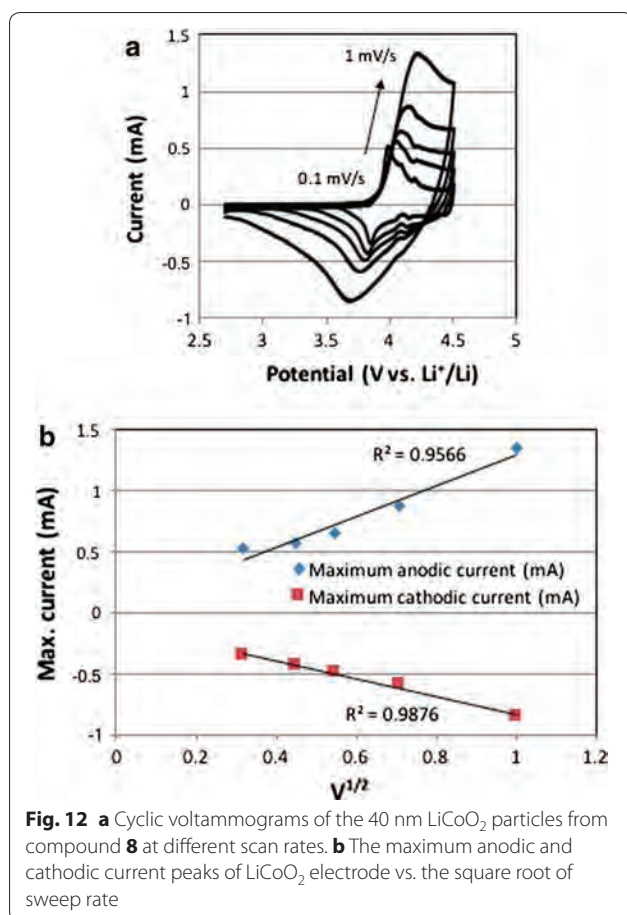 a
1.5
1
0.5
0
-0.5
-1
Current (mA)
1 mV/s
0.1 mV/s
2.5 3 3.5 4 4.5 5
Potential (V vs. Li⁺/Li)
b
1.5
1
0.5
0
-0.5
-1
Max. current (mA)
R² = 0.9566
Maximum anodic current (mA)
Maximum cathodic current (mA)
R² = 0.9876
0 0.2 0.4 0.6 0.8 1 1.2
V¹/²
Fig. 12 a Cyclic voltammograms of the 40 nm LiCoO₂ particles from
compound 8 at different scan rates. b The maximum anodic and
cathodic current peaks of LiCoO₂ electrode vs. the square root of
sweep rate